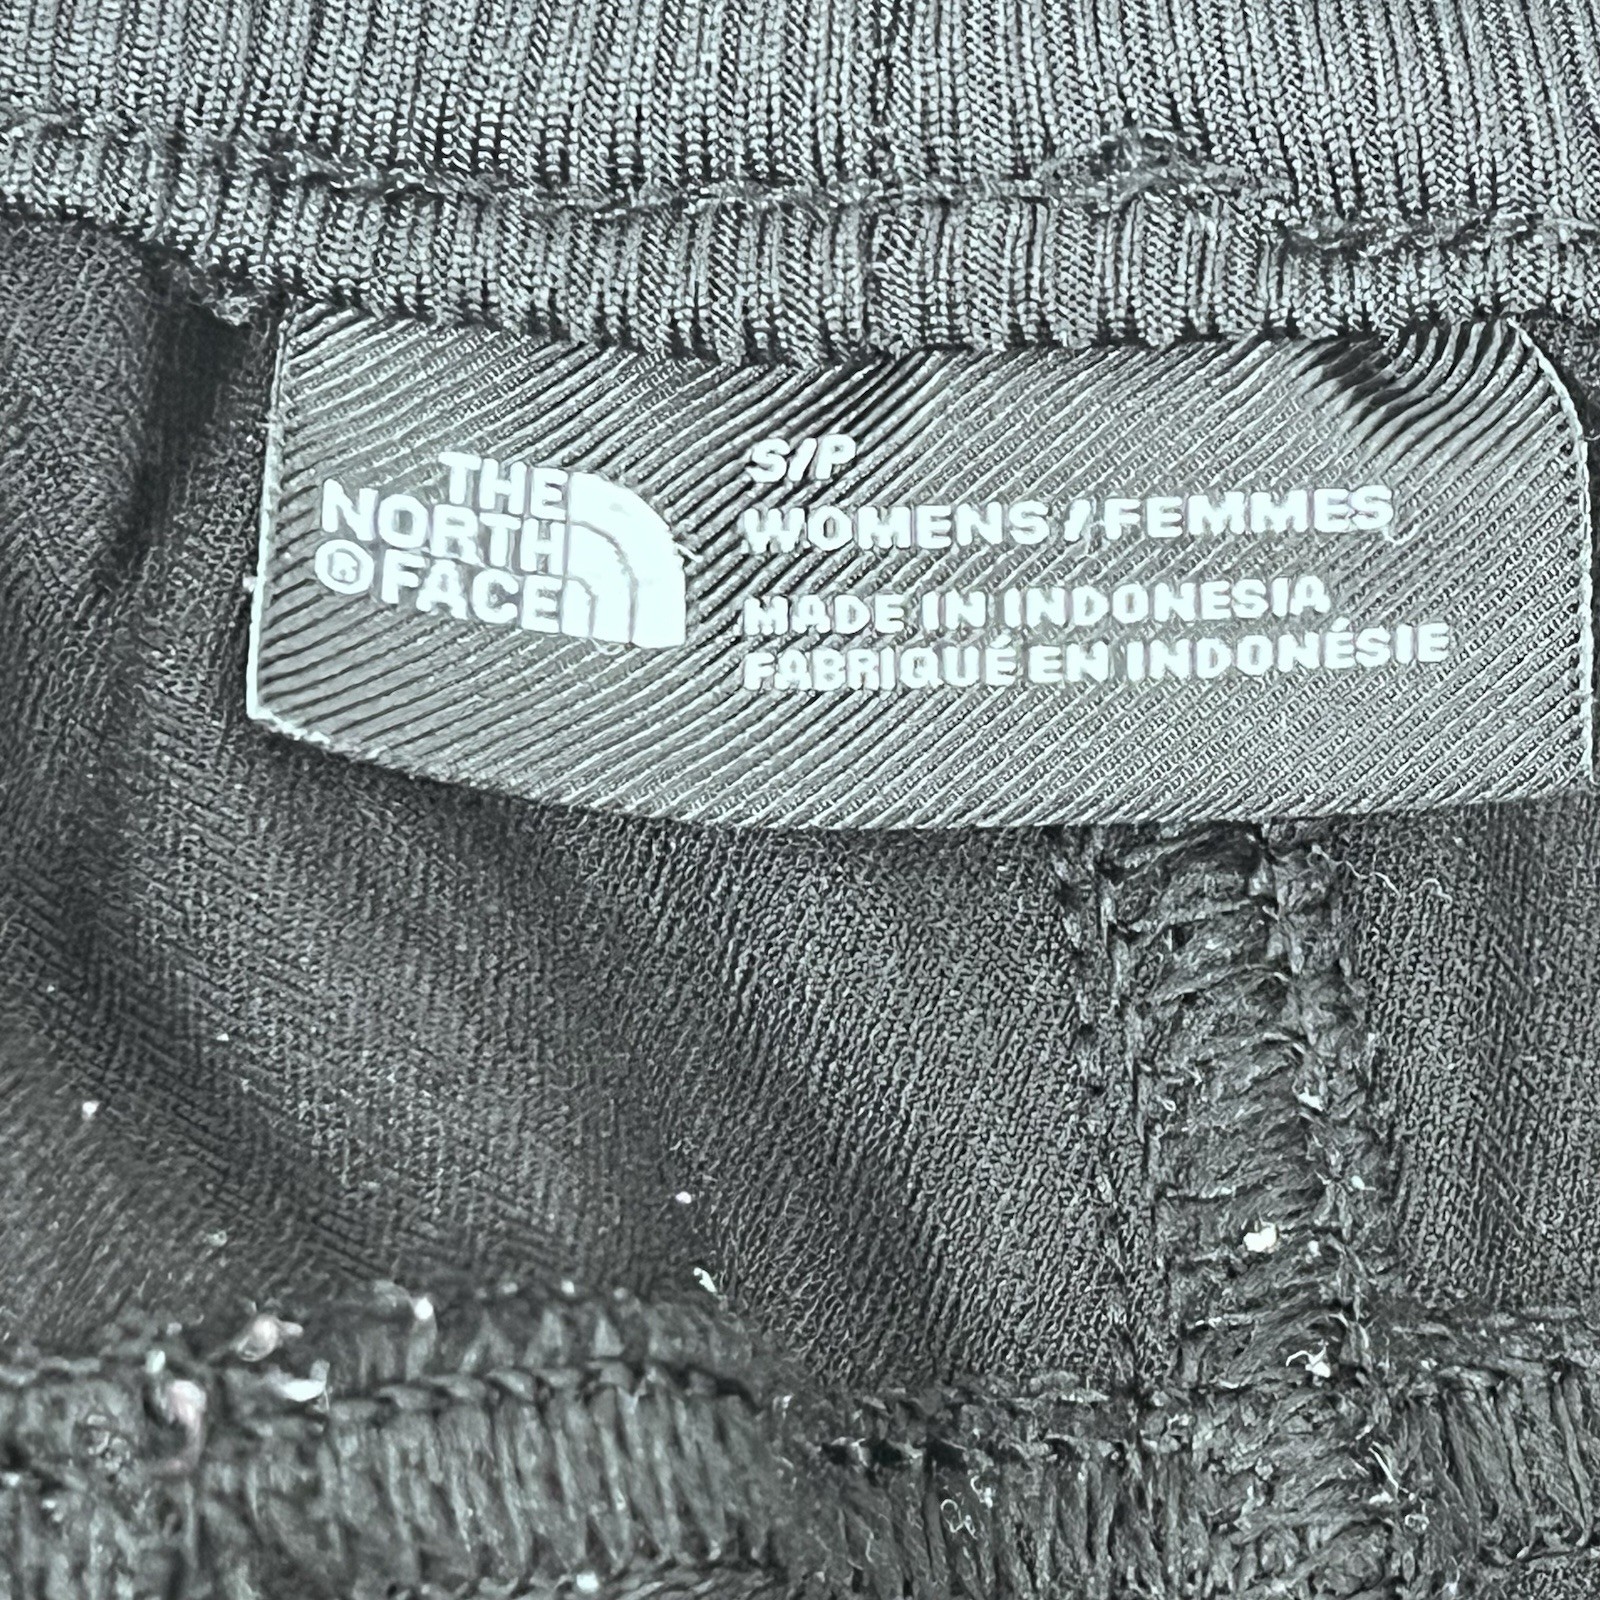 THE
NORTH
®FACE
S/P
WOMENS/FEMMES
MADE IN INDONESIA
FABRIQUÉ EN INDONÉSIE